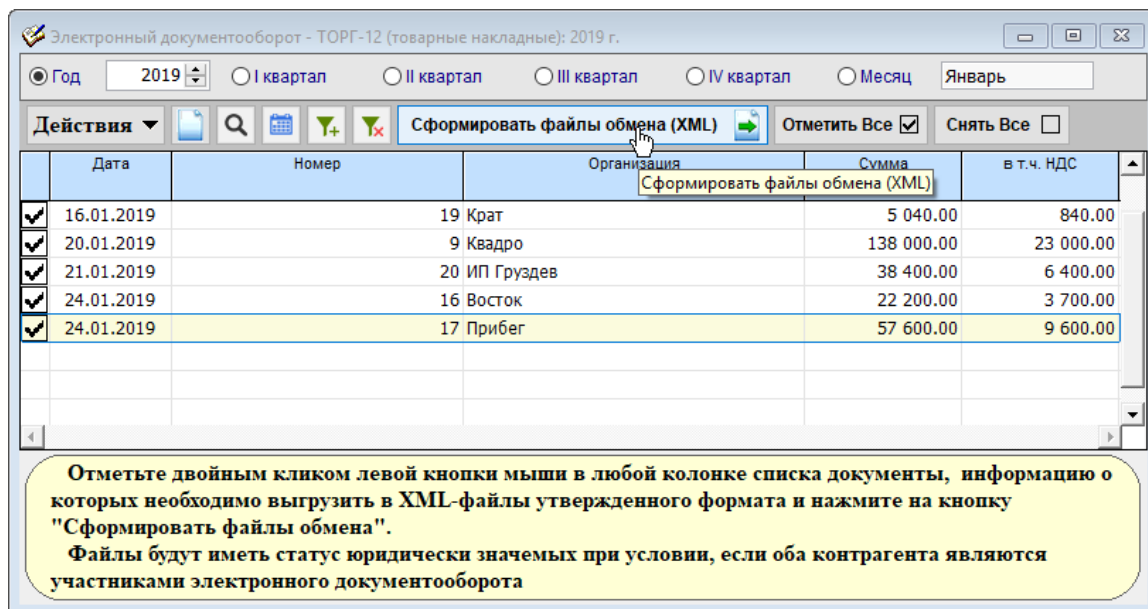 Электронный документооборот - ТОРГ-12 (товарные накладные): 2019 г.
Год 2019 I квартал II квартал III квартал IV квартал Месяц Январь
Действия Сформировать файлы обмена (XML) Отметить Все Снять Все
Дата Номер Организация Сумма в т.ч. НДС
Сформировать файлы обмена (XML)
16.01.2019 19 Крат 5 040.00 840.00
20.01.2019 9 Квадро 138 000.00 23 000.00
21.01.2019 20 ИП Груздев 38 400.00 6 400.00
24.01.2019 16 Восток 22 200.00 3 700.00
24.01.2019 17 Прибег 57 600.00 9 600.00
Отметьте двойным кликом левой кнопки мыши в любой колонке списка документы, информацию о
которых необходимо выгрузить в XML-файлы утвержденного формата и нажмите на кнопку
"Сформировать файлы обмена".
Файлы будут иметь статус юридически значемых при условии, если оба контрагента являются
участниками электронного документооборота